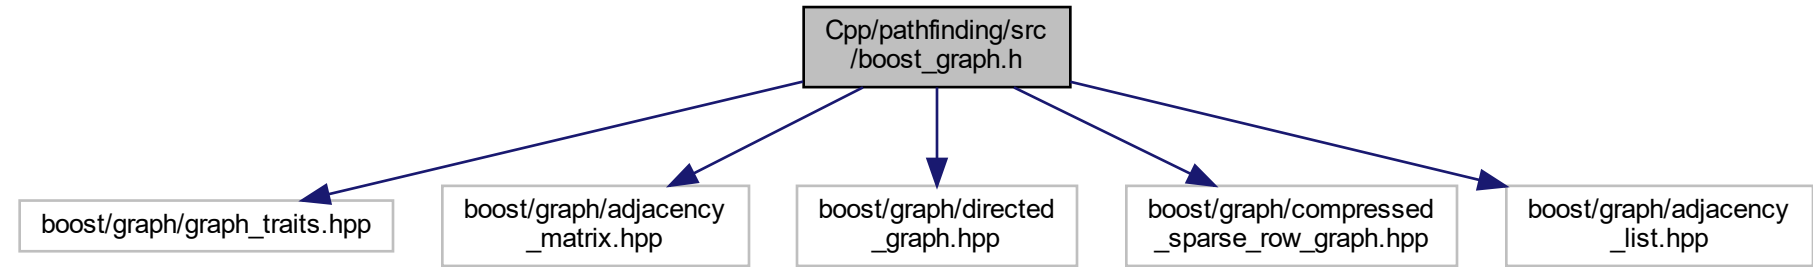 Cpp/pathfinding/src
/boost_graph.h
boost/graph/graph_traits.hpp
boost/graph/adjacency
_matrix.hpp
boost/graph/directed
_graph.hpp
boost/graph/compressed
_sparse_row_graph.hpp
boost/graph/adjacency
_list.hpp